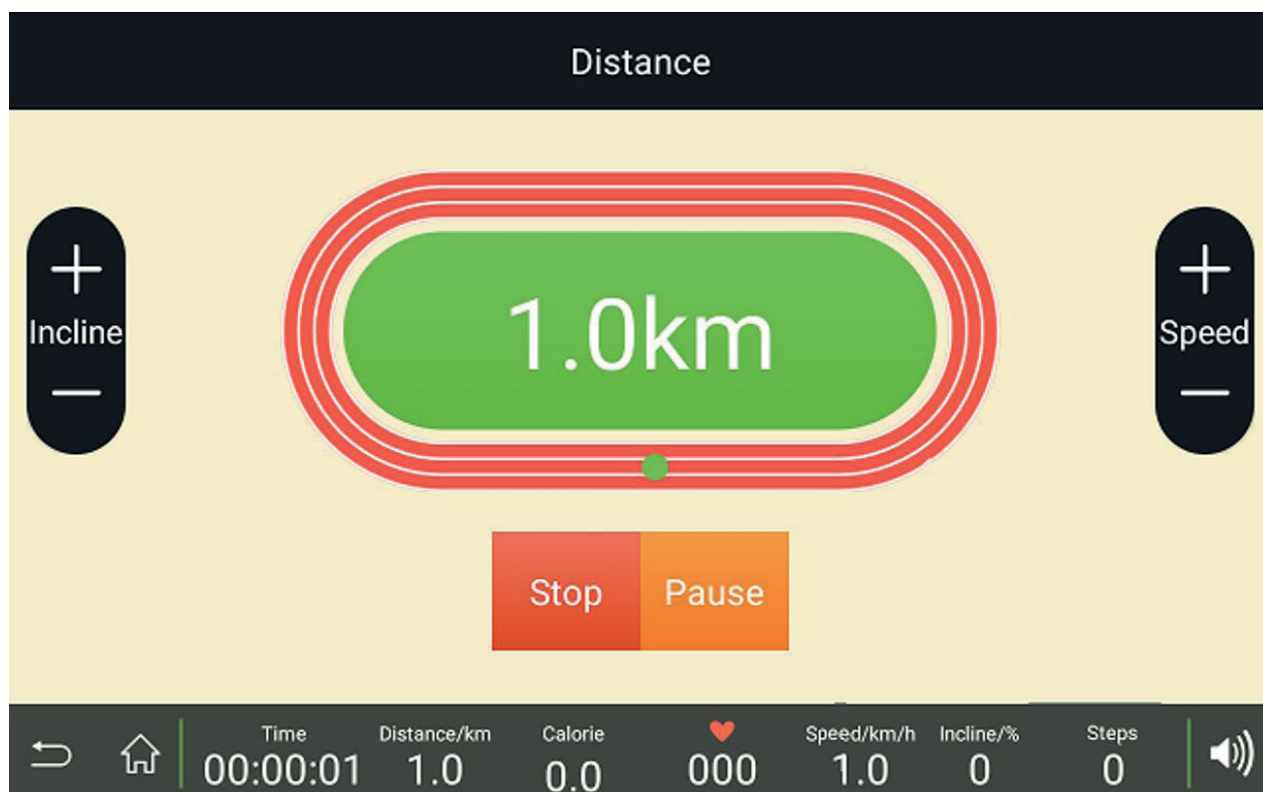 Distance
+
Incline
−
1.0km
+
Speed
−
Stop Pause
Time Distance/km Calorie Speed/km/h Incline/% Steps
00:00:01 1.0 0.0 000 1.0 0 0